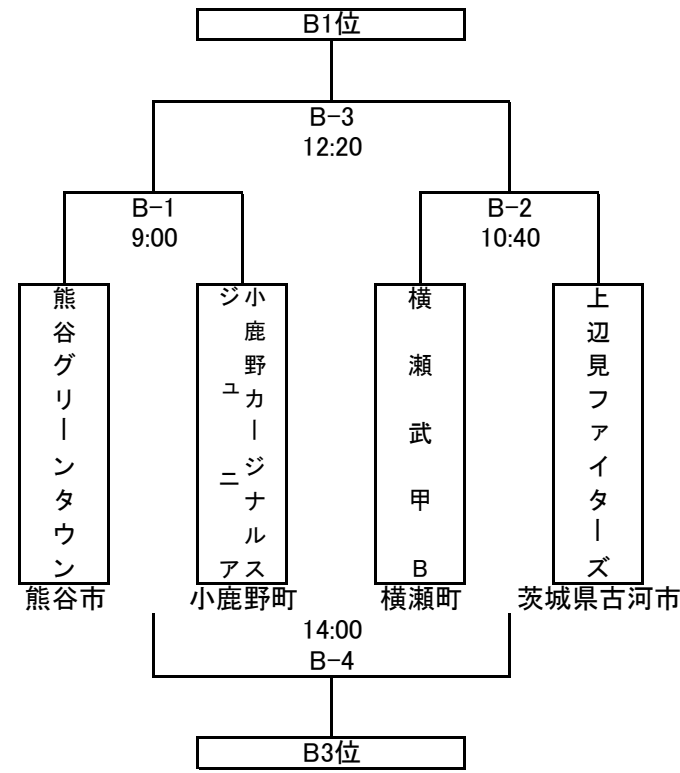 B1位
B-3
12:20
B-1
9:00
B-2
10:40
熊谷グリーンタウン
小鹿野カージナルス
ジュニア
横瀬武甲B
上辺見ファイターズ
熊谷市
小鹿野町
横瀬町
茨城県古河市
14:00
B-4
B3位